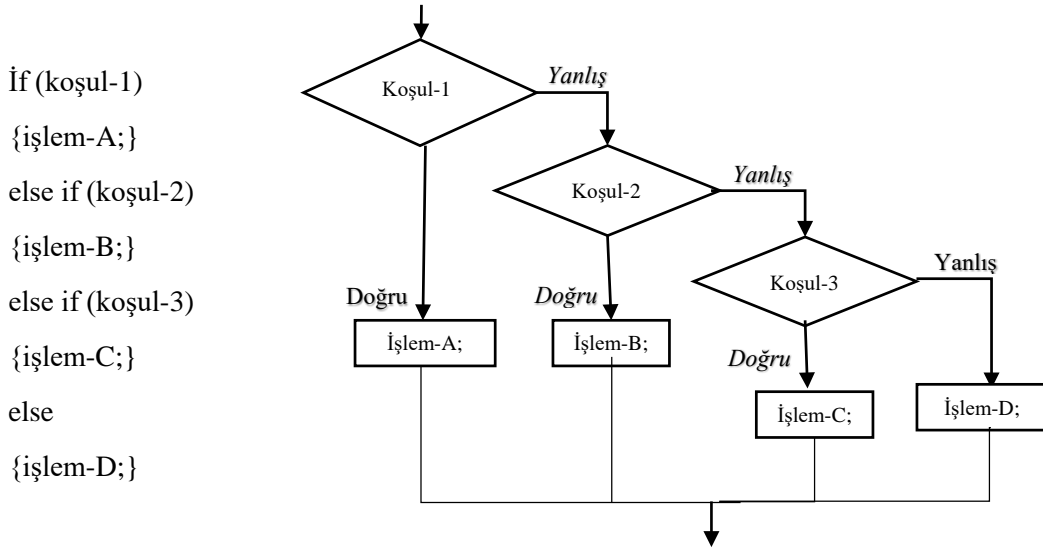 İf (koşul-1)
{işlem-A;}
else if (koşul-2)
{işlem-B;}
else if (koşul-3)
{işlem-C;}
else
{işlem-D;}
Koşul-1
Yanlış
Koşul-2
Yanlış
Koşul-3
Yanlış
Doğru
Doğru
Doğru
İşlem-A;
İşlem-B;
İşlem-C;
İşlem-D;